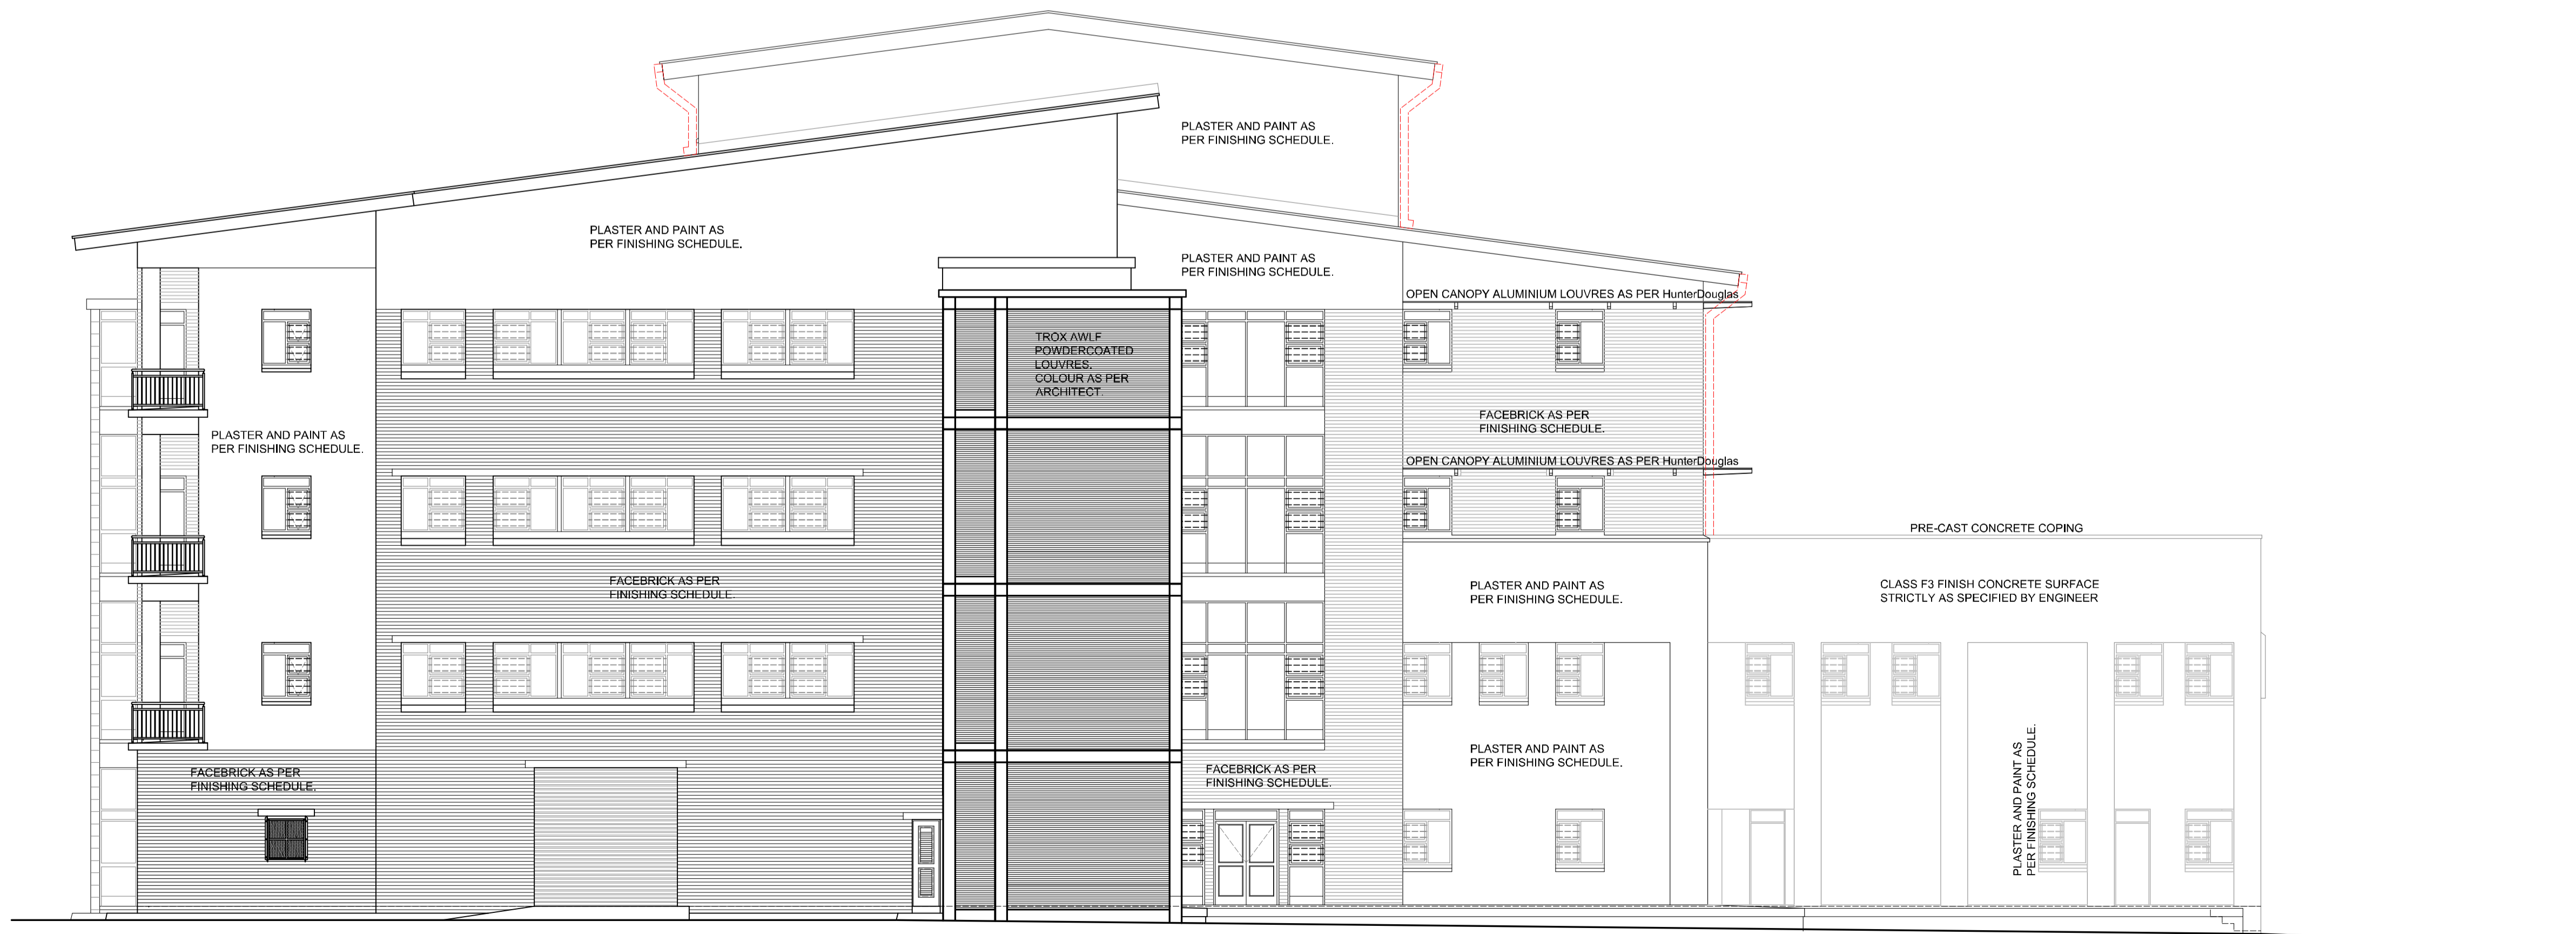 PLASTER AND PAINT AS
PER FINISHING SCHEDULE.
PLASTER AND PAINT AS
PER FINISHING SCHEDULE.
PLASTER AND PAINT AS
PER FINISHING SCHEDULE.
OPEN CANOPY ALUMINIUM LOUVRES AS PER HunterDouglas
TROX AWLF
POWDERCOATED
LOUVRES.
COLOUR AS PER
ARCHITECT.
FACEBRICK AS PER
FINISHING SCHEDULE.
PLASTER AND PAINT AS
PER FINISHING SCHEDULE.
OPEN CANOPY ALUMINIUM LOUVRES AS PER HunterDouglas
PRE-CAST CONCRETE COPING
FACEBRICK AS PER
FINISHING SCHEDULE.
PLASTER AND PAINT AS
PER FINISHING SCHEDULE.
CLASS F3 FINISH CONCRETE SURFACE
STRICTLY AS SPECIFIED BY ENGINEER
PLASTER AND PAINT AS
PER FINISHING SCHEDULE.
FACEBRICK AS PER
FINISHING SCHEDULE.
FACEBRICK AS PER
FINISHING SCHEDULE.
PLASTER AND PAINT AS
PER FINISHING SCHEDULE.